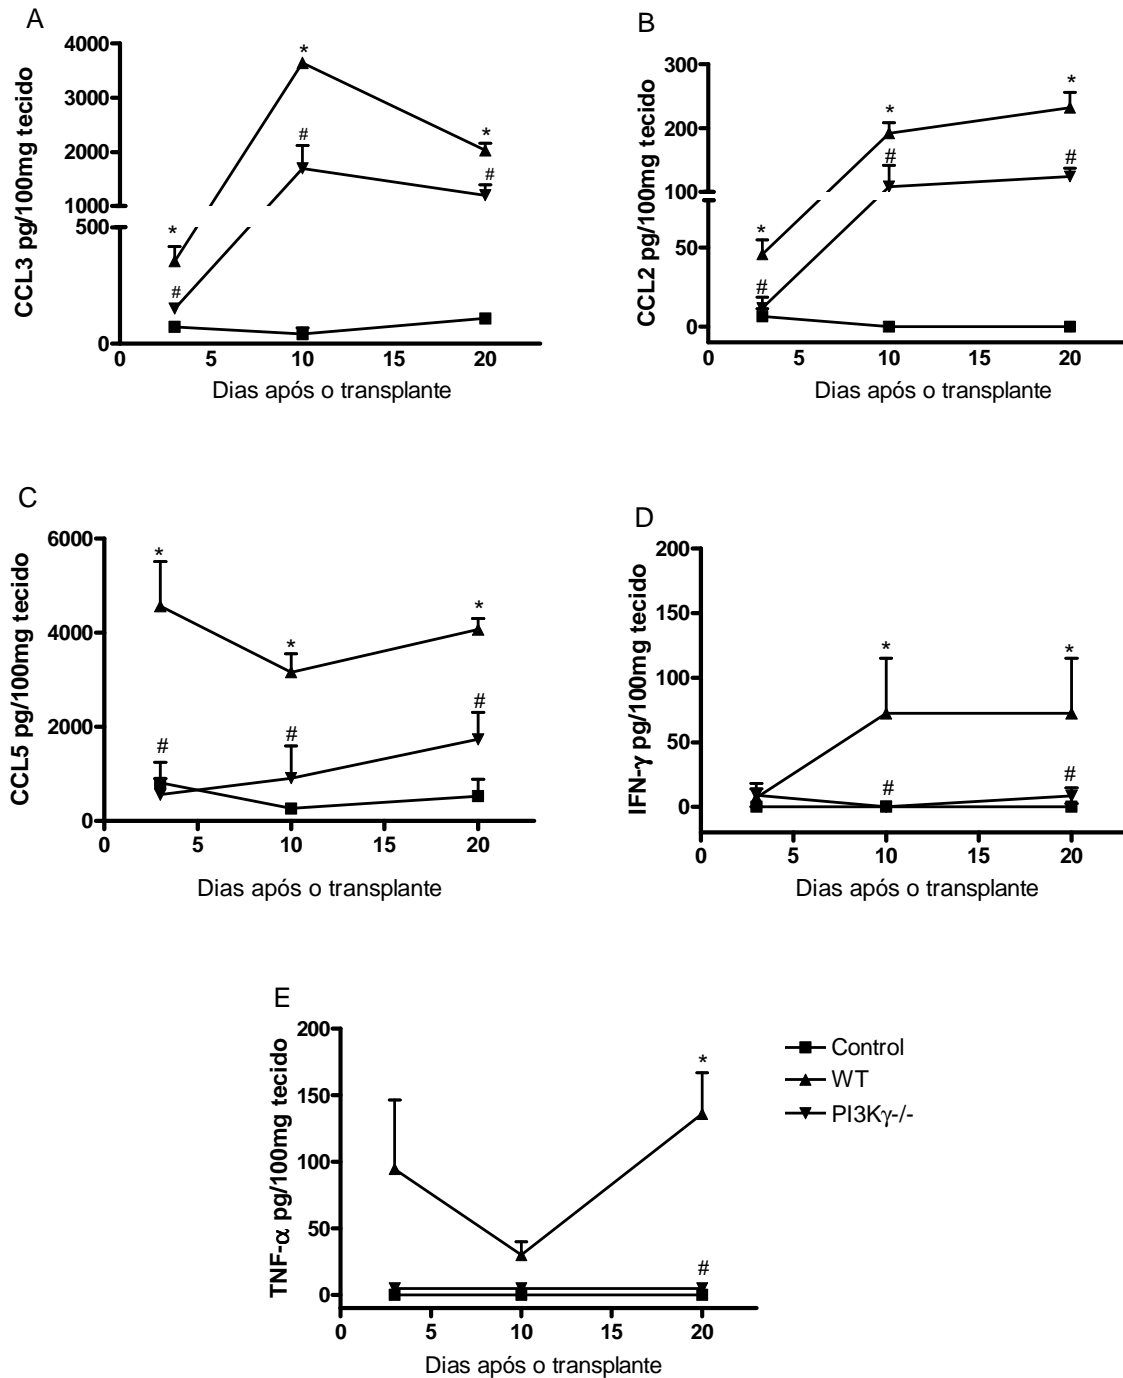 A
CCL3 pg/100mg tecido
4000
3000
2000
1000
500
0
* * *
# # #
0 5 10 15 20
Dias após o transplante
B
CCL2 pg/100mg tecido
300
200
100
50
0
* * *
# # #
0 5 10 15 20
Dias após o transplante
C
CCL5 pg/100mg tecido
6000
4000
2000
0
* * *
# # #
0 5 10 15 20
Dias após o transplante
D
IFN-γ pg/100mg tecido
200
150
100
50
0
* *
# #
0 5 10 15 20
Dias após o transplante
E
TNF-α pg/100mg tecido
200
150
100
50
0
*
#
0 5 10 15 20
Dias após o transplante
Control
WT
PI3Kγ-/-